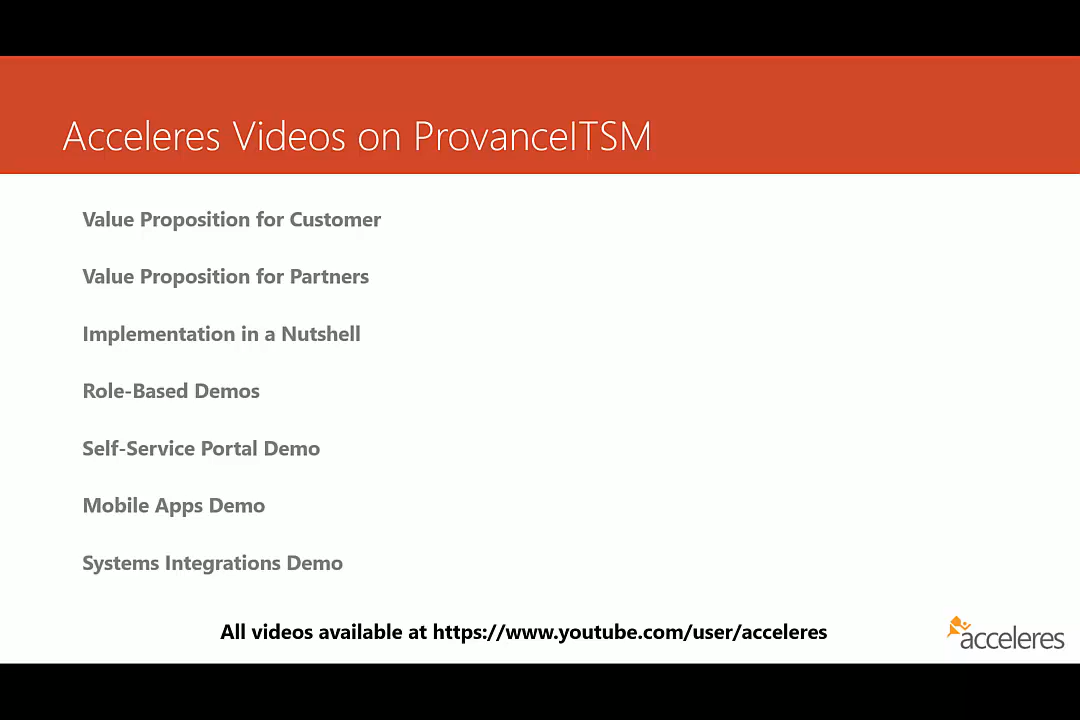 Acceleres Videos on ProvanceITSM
Value Proposition for Customer
Value Proposition for Partners
Implementation in a Nutshell
Role-Based Demos
Self-Service Portal Demo
Mobile Apps Demo
Systems Integrations Demo
All videos available at https://www.youtube.com/user/acceleres
acceleres